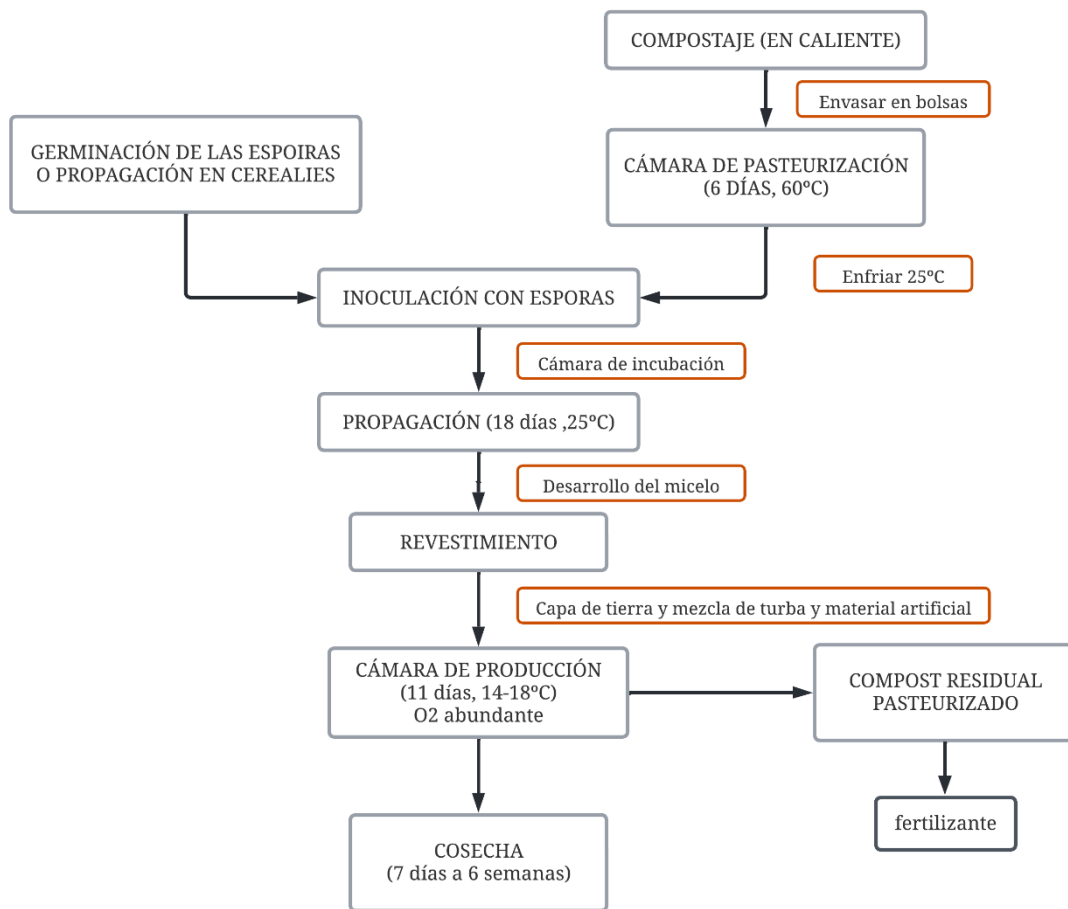 COMPOSTAJE (EN CALIENTE)
Envasar en bolsas
GERMINACIÓN DE LAS ESPOIRAS
O PROPAGACIÓN EN CEREALIES
CÁMARA DE PASTEURIZACIÓN
(6 DÍAS, 60ºC)
Enfriar 25ºC
INOCULACIÓN CON ESPORAS
Cámara de incubación
PROPAGACIÓN (18 días ,25ºC)
Desarrollo del micelo
REVESTIMIENTO
Capa de tierra y mezcla de turba y material artificial
CÁMARA DE PRODUCCIÓN
(11 días, 14-18ºC)
O2 abundante
COMPOST RESIDUAL
PASTEURIZADO
fertilizante
COSECHA
(7 días a 6 semanas)